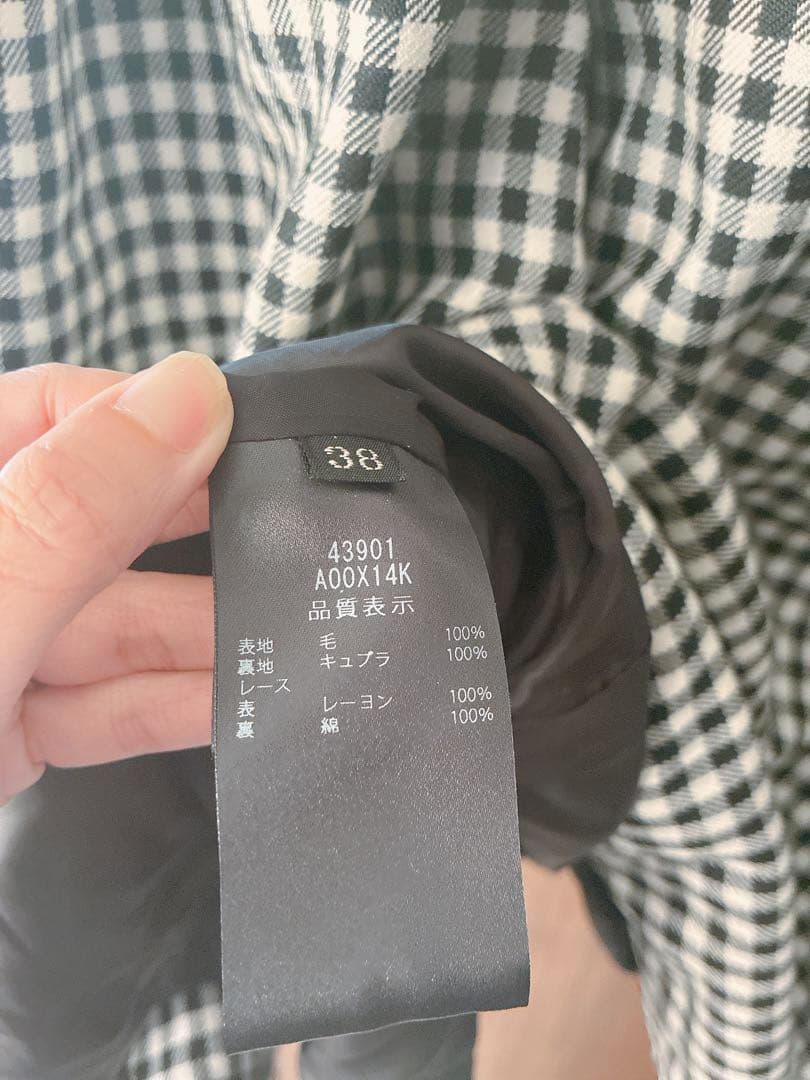 38
43901
A00X14K
品質表示
表地 毛 100%
裏地 キュプラ 100%
レース
表 レーヨン 100%
裏 綿 100%